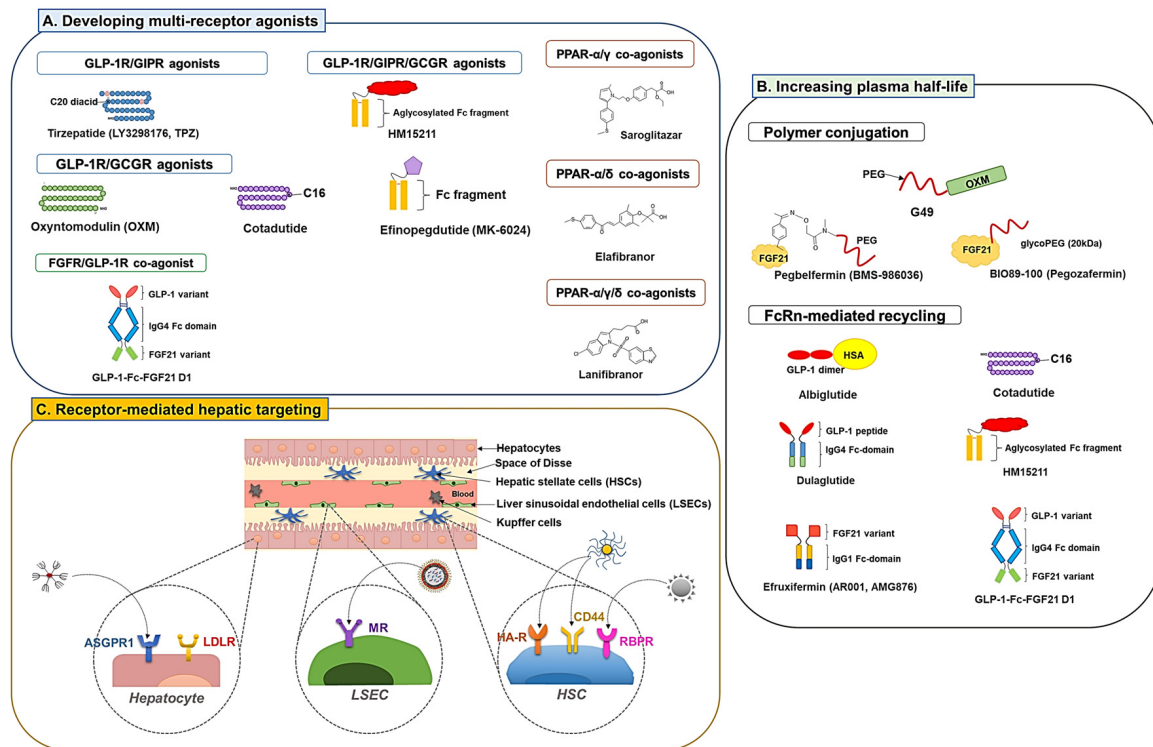 A. Developing multi-receptor agonists
GLP-1R/GIPR agonists
C20 diacid
Tirzepatide (LY3298176, TPZ)
GLP-1R/GIPR/GCGR agonists
Aglycosylated Fc fragment
HM15211
PPAR-α/γ co-agonists
Saroglitazar
GLP-1R/GCGR agonists
Oxyntomodulin (OXM)
C16
Cotadutide
Fc fragment
Efinopegdutide (MK-6024)
PPAR-α/δ co-agonists
Elafibranor
FGFR/GLP-1R co-agonist
GLP-1 variant
IgG4 Fc domain
FGF21 variant
GLP-1-Fc-FGF21 D1
PPAR-α/γ/δ co-agonists
Lanifibranor
B. Increasing plasma half-life
Polymer conjugation
PEG
OXM
G49
FGF21
PEG
Pegbelfermin (BMS-986036)
FGF21
glycoPEG (20kDa)
BIO89-100 (Pegozafermin)
FcRn-mediated recycling
GLP-1 dimer
HSA
Albiglutide
C16
Cotadutide
GLP-1 peptide
IgG4 Fc-domain
Dulaglutide
Aglycosylated Fc fragment
HM15211
FGF21 variant
IgG1 Fc-domain
Efruxifermin (AR001, AMG876)
GLP-1 variant
IgG4 Fc domain
FGF21 variant
GLP-1-Fc-FGF21 D1
C. Receptor-mediated hepatic targeting
Hepatocytes
Space of Disse
Hepatic stellate cells (HSCs)
Blood
Liver sinusoidal endothelial cells (LSECs)
Kupffer cells
ASGPR1
LDLR
Hepatocyte
MR
LSEC
HA-R
CD44
RBPR
HSC